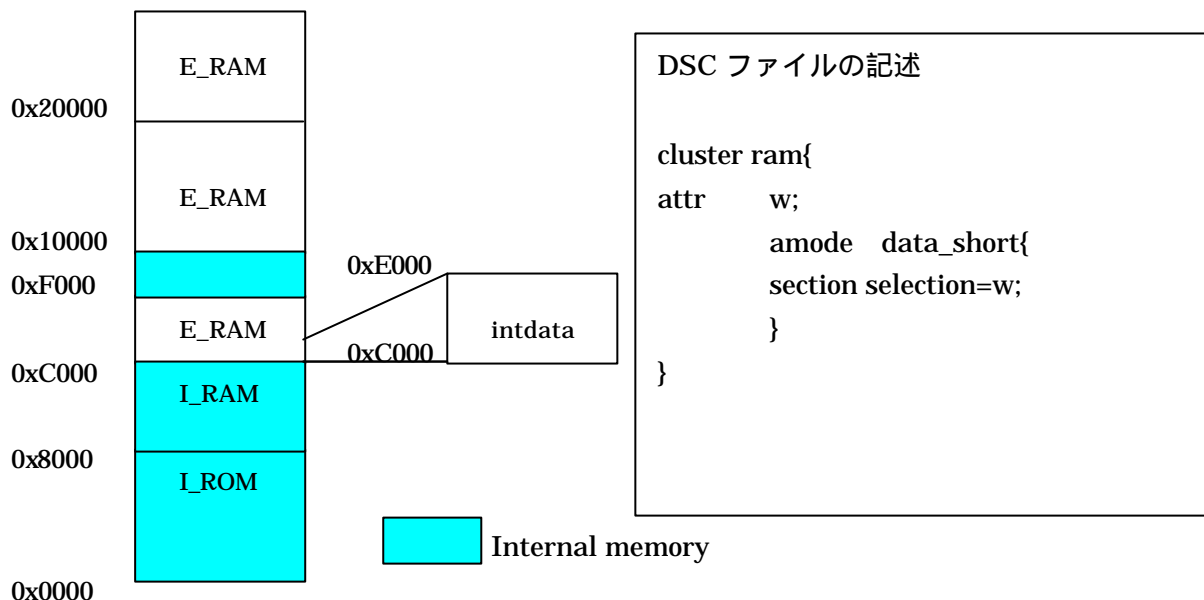 E_RAM
0x20000
E_RAM
0x10000
0xF000
E_RAM
0xC000
I_RAM
0x8000
I_ROM
0x0000
0xE000
intdata
0xC000
Internal memory
DSC ファイルの記述
cluster ram{
attr w;
amode data_short{
section selection=w;
}
}